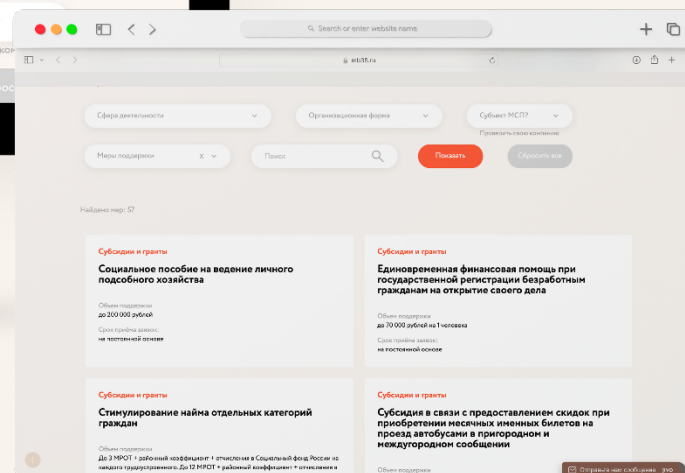 Search or enter website name
mb35.ru
Сфера деятельности
Организационная форма
Субъект МСП?
Проверить свою компанию
Меры поддержки
X
Поиск
Показать
Сбросить все
Найдено мер: 57
Субсидии и гранты
Социальное пособие на ведение личного
подсобного хозяйства
Объем поддержки
до 200 000 рублей
Срок приёма заявок:
на постоянной основе
Субсидии и гранты
Единовременная финансовая помощь при
государственной регистрации безработным
гражданам на открытие своего дела
Объем поддержки
до 70 000 рублей на 1 человека
Срок приёма заявок:
на постоянной основе
Субсидии и гранты
Стимулирование найма отдельных категорий
граждан
Объем поддержки
До 3 МРОТ + районный коэффициент + отчисления в Социальный фонд России на
каждого трудоустроенного. До 12 МРОТ + районный коэффициент + отчисления в
Субсидии и гранты
Субсидия в связи с предоставлением скидок при
приобретении месячных именных билетов на
проезд автобусами в пригородном и
междугородном сообщении
Объем поддержки
Отправьте нам сообщение